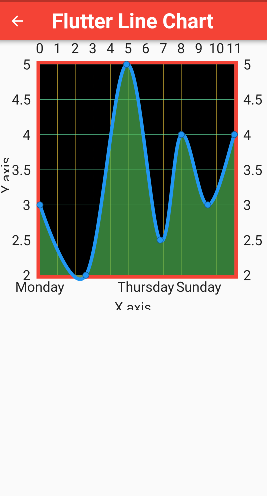 Flutter Line Chart
0 1 2 3 4 5 6 7 8 9 10 11
5 5
4.5 4.5
4 4
3.5 3.5
Y axis
3 3
2.5 2.5
2 2
Monday Thursday Sunday
X axis